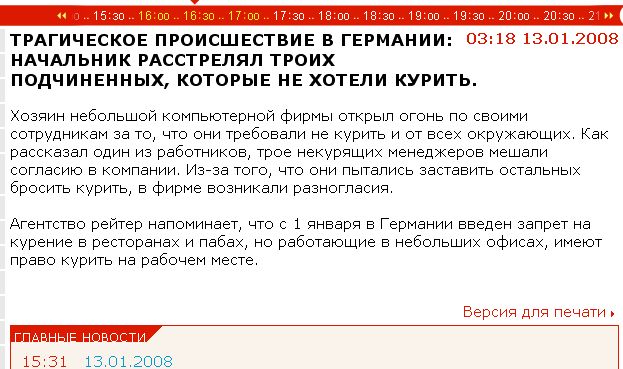 .. 15:30 .. 16:00 .. 16:30 .. 17:00 .. 17:30 .. 18:00 .. 18:30 .. 19:00 .. 19:30 .. 20:00 .. 20:30 .. 21
ТРАГИЧЕСКОЕ ПРОИСШЕСТВИЕ В ГЕРМАНИИ: 03:18 13.01.2008
НАЧАЛЬНИК РАССТРЕЛЯЛ ТРОИХ
ПОДЧИНЕННЫХ, КОТОРЫЕ НЕ ХОТЕЛИ КУРИТЬ.
Хозяин небольшой компьютерной фирмы открыл огонь по своими
сотрудникам за то, что они требовали не курить и от всех окружающих. Как
рассказал один из работников, трое некурящих менеджеров мешали
согласию в компании. Из-за того, что они пытались заставить остальных
бросить курить, в фирме возникали разногласия.
Агентство рейтер напоминает, что с 1 января в Германии введен запрет на
курение в ресторанах и пабах, но работающие в небольших офисах, имеют
право курить на рабочем месте.
Версия для печати
ГЛАВНЫЕ НОВОСТИ
15:31 13.01.2008